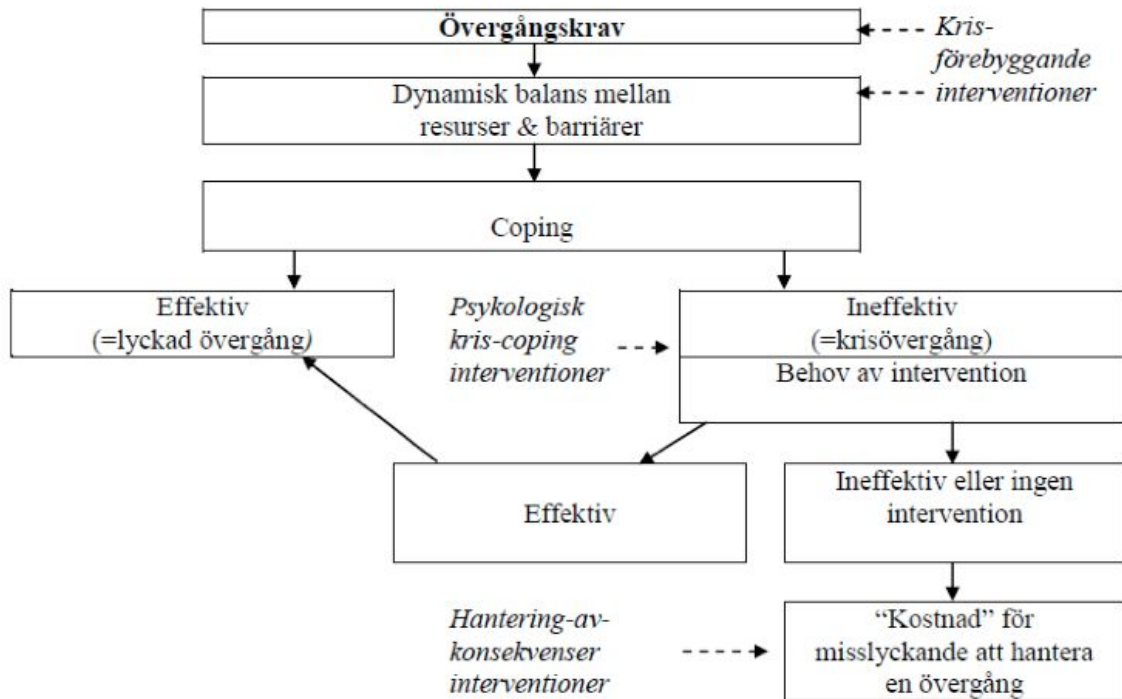 Övergångskrav
Kris-
förebyggande
interventioner
Dynamisk balans mellan
resurser & barriärer
Coping
Effektiv
(=lyckad övergång)
Psykologisk
kris-coping
interventioner
Ineffektiv
(=krisövergång)
Behov av intervention
Effektiv
Ineffektiv eller ingen
intervention
Hantering-av-
konsekvenser
interventioner
“Kostnad” för
misslyckande att hantera
en övergång